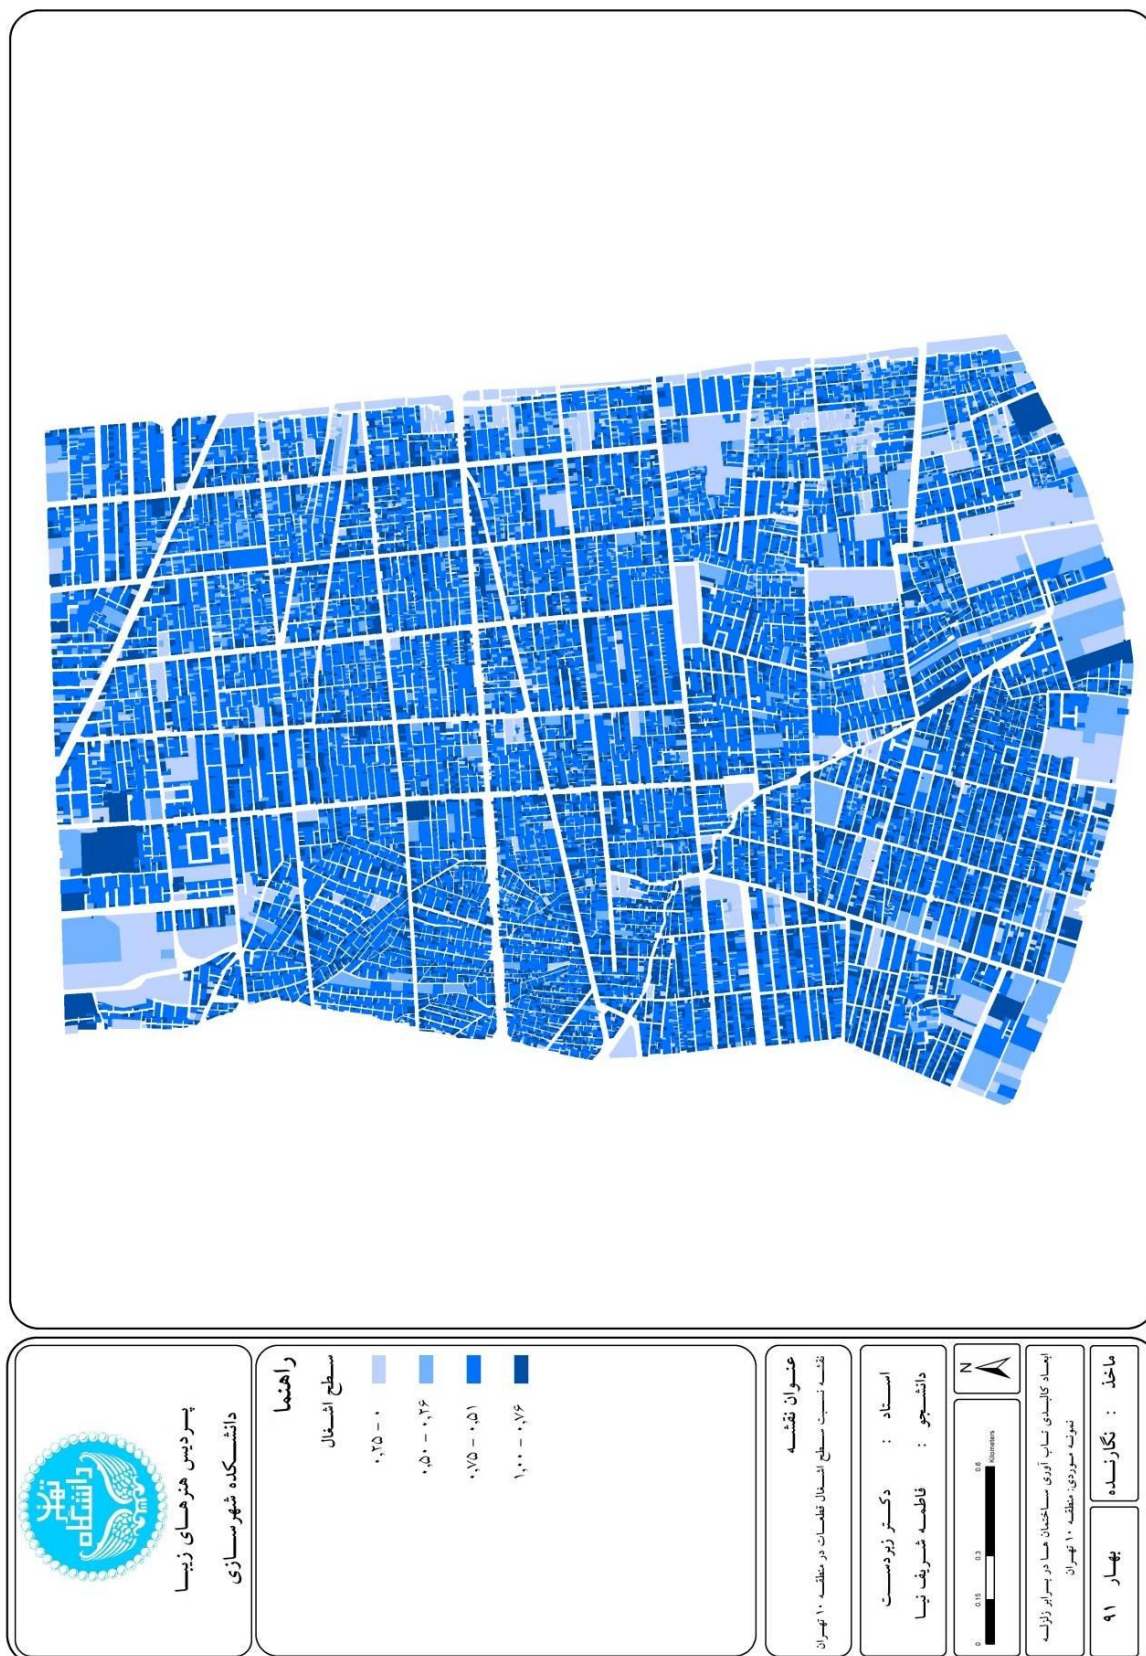 دانشگاه
تهران
پردیس هنرهای زیبا
دانشکده شهرسازی
راهنما
سطح اشغال
۰,۲۵ - ۰
۰,۵۰ - ۰,۲۶
۰,۷۵ - ۰,۵۱
۱,۰۰ - ۰,۷۶
عنوان نقشه
نقشه نسبت سطح اشغال قطعات در منطقه ۱۰ تهران
استاد : دکتر زبردست
دانشجو : فاطمه شریف نیا
N
0 0.15 0.3 0.6
Kilometers
ابعاد کالبدی تاب آوری ساختمان ها در برابر زلزله
نمونه موردی: منطقه ۱۰ تهران
ماخذ : نگارنده
بهار ۹۱